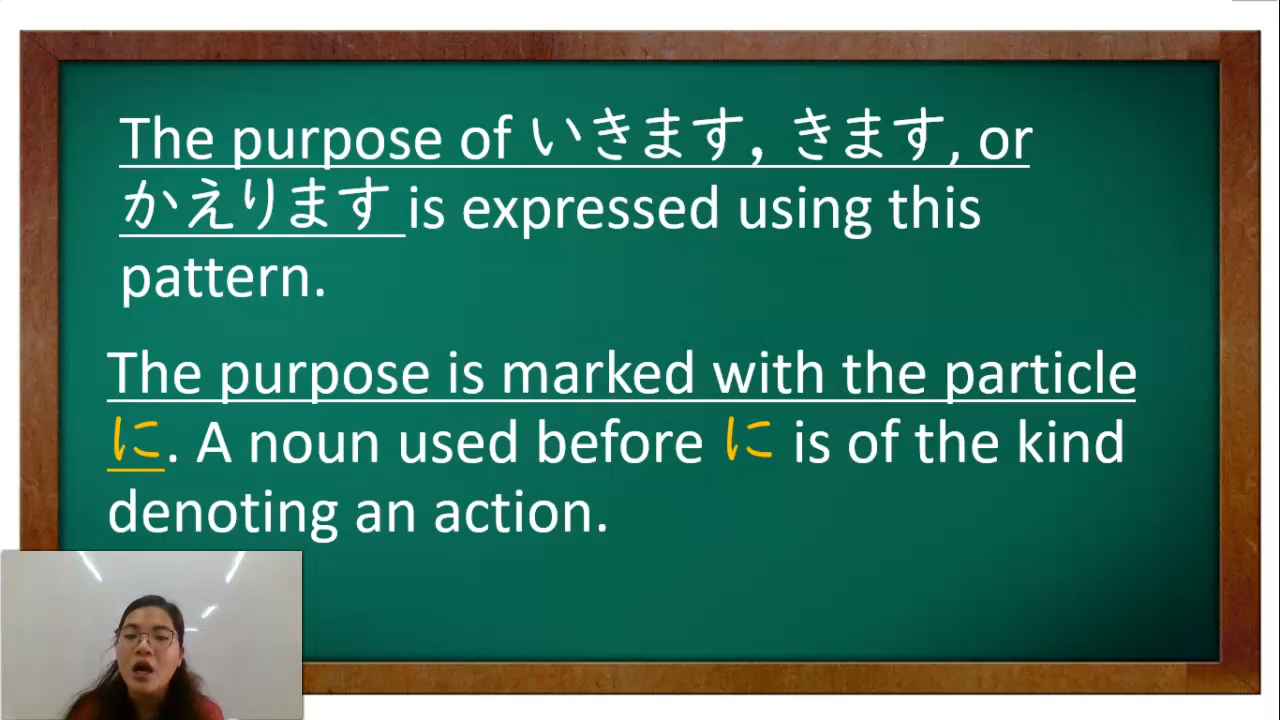 The purpose of いきます, きます, or
かえります is expressed using this
pattern.
The purpose is marked with the particle
に. A noun used before に is of the kind
denoting an action.